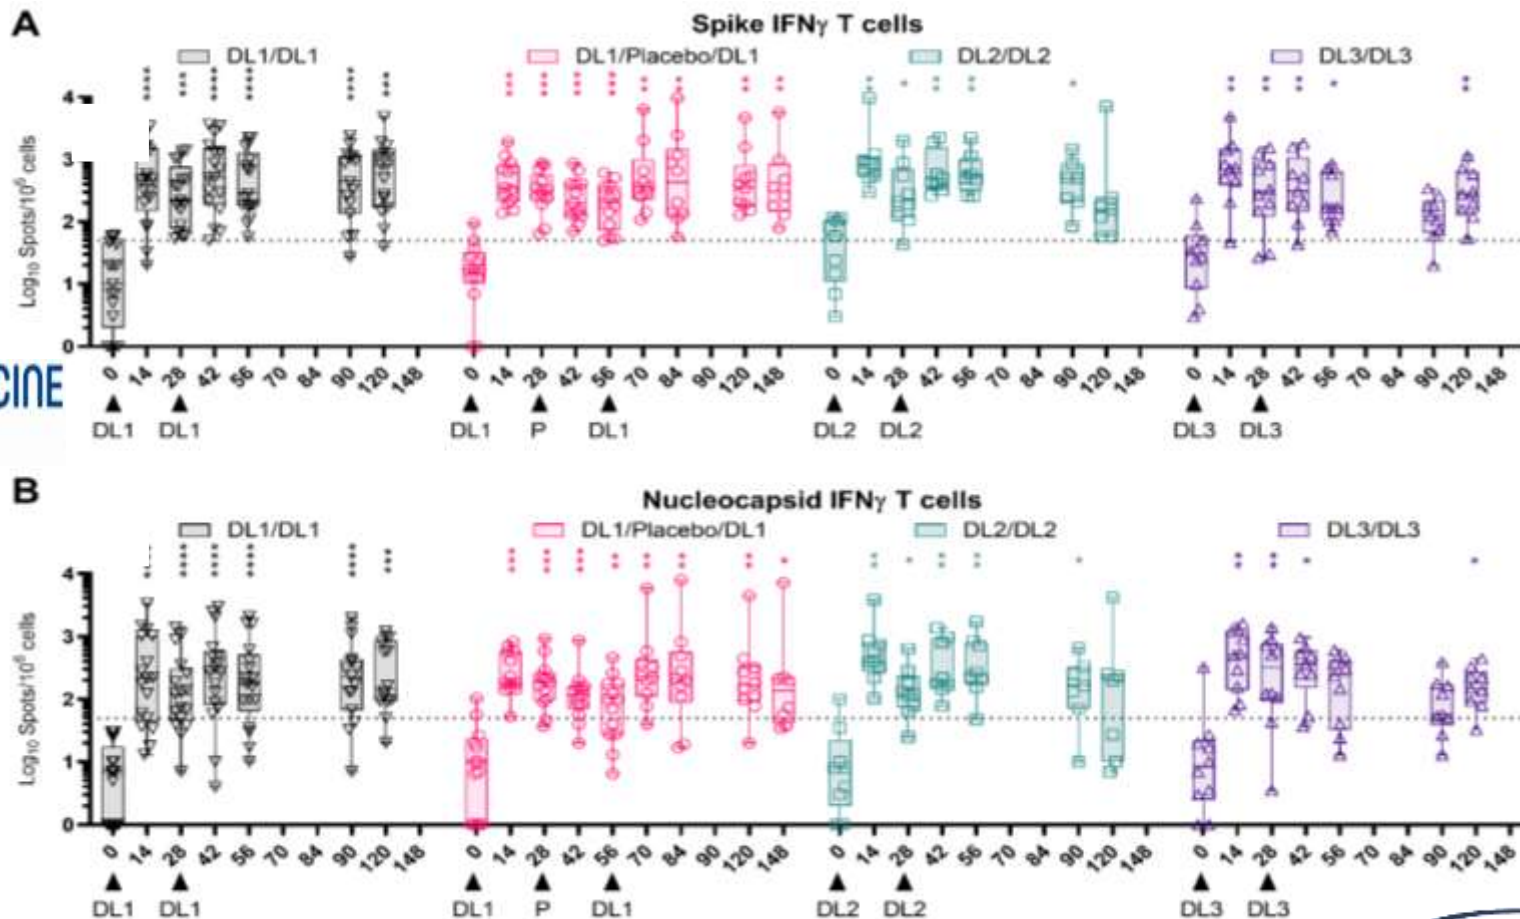 A
Spike IFNγ T cells
DL1/DL1 DL1/Placebo/DL1 DL2/DL2 DL3/DL3
**** *** **** **** **** *** *** *** *** *** ** ** ** ** ** * ** ** * ** ** ** * **
4
3
2
1
0
Log₁₀ Spots/10⁶ cells
0 14 28 42 56 70 84 90 120 148 0 14 28 42 56 70 84 90 120 148 0 14 28 42 56 70 84 90 120 148 0 14 28 42 56 70 84 90 120 148
CINE
▲ ▲ ▲ ▲ ▲ ▲ ▲ ▲ ▲
DL1 DL1 DL1 P DL1 DL2 DL2 DL3 DL3
B
Nucleocapsid IFNγ T cells
DL1/DL1 DL1/Placebo/DL1 DL2/DL2 DL3/DL3
4
3
2
1
0
Log₁₀ Spots/10⁶ cells
0 14 28 42 56 70 84 90 120 148 0 14 28 42 56 70 84 90 120 148 0 14 28 42 56 70 84 90 120 148 0 14 28 42 56 70 84 90 120 148
▲ ▲ ▲ ▲ ▲ ▲ ▲ ▲ ▲
DL1 DL1 DL1 P DL1 DL2 DL2 DL3 DL3